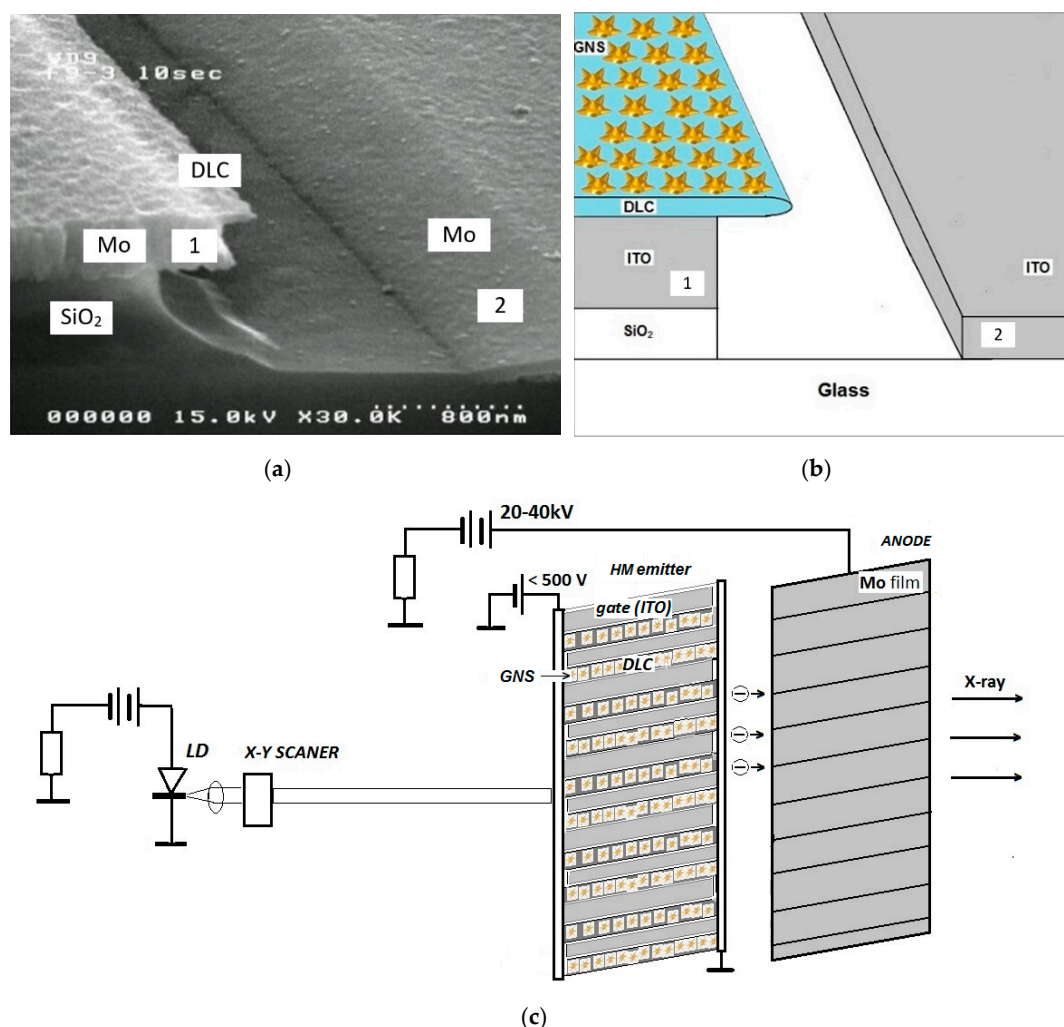 WD9
F9-3 10sec
DLC
Mo 1
Mo
2
SiO₂
000000 15.0kV X30.0K 800nm
(a)
GNS
DLC
ITO
1
SiO₂
ITO
2
Glass
(b)
20-40kV
ANODE
HM emitter
Mo film
< 500 V
gate (ITO)
DLC
GNS
X-ray
LD
X-Y SCANER
(c)